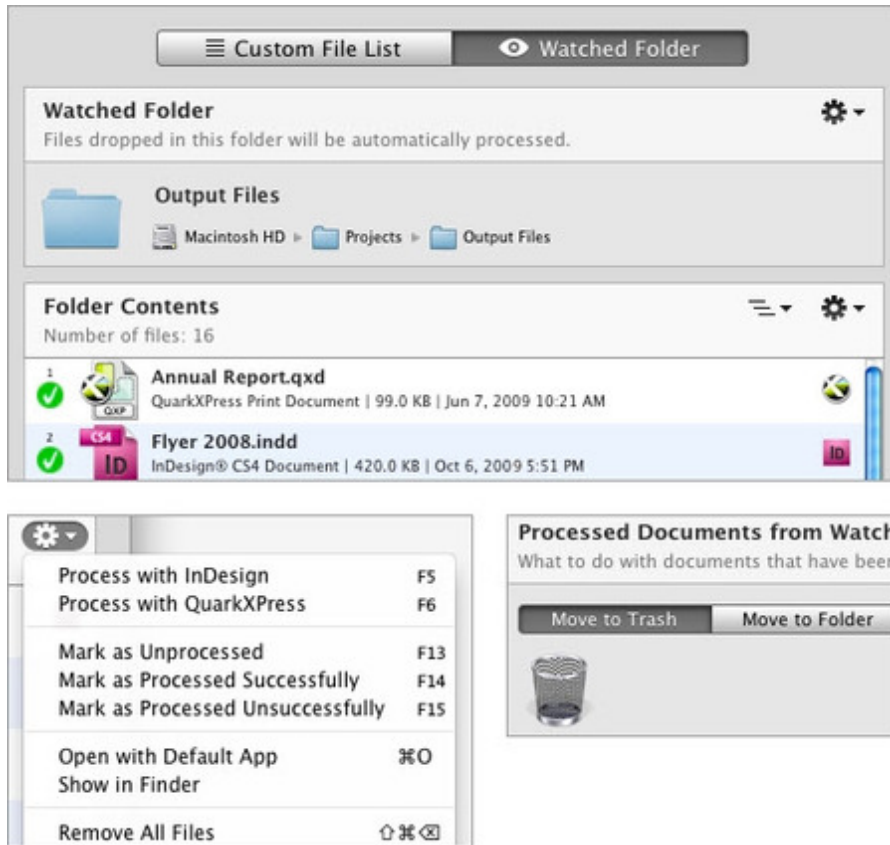 Custom File List
Watched Folder
Watched Folder
Files dropped in this folder will be automatically processed.
Output Files
Macintosh HD ▸ Projects ▸ Output Files
Folder Contents
Number of files: 16
1
Annual Report.qxd
QuarkXPress Print Document | 99.0 KB | Jun 7, 2009 10:21 AM
QXP
2
Flyer 2008.indd
InDesign® CS4 Document | 420.0 KB | Oct 6, 2009 5:51 PM
CS4
ID
ID
Process with InDesign F5
Process with QuarkXPress F6
Mark as Unprocessed F13
Mark as Processed Successfully F14
Mark as Processed Unsuccessfully F15
Open with Default App ⌘O
Show in Finder
Remove All Files ⇧⌘⌫
Processed Documents from Watch
What to do with documents that have been
Move to Trash
Move to Folder